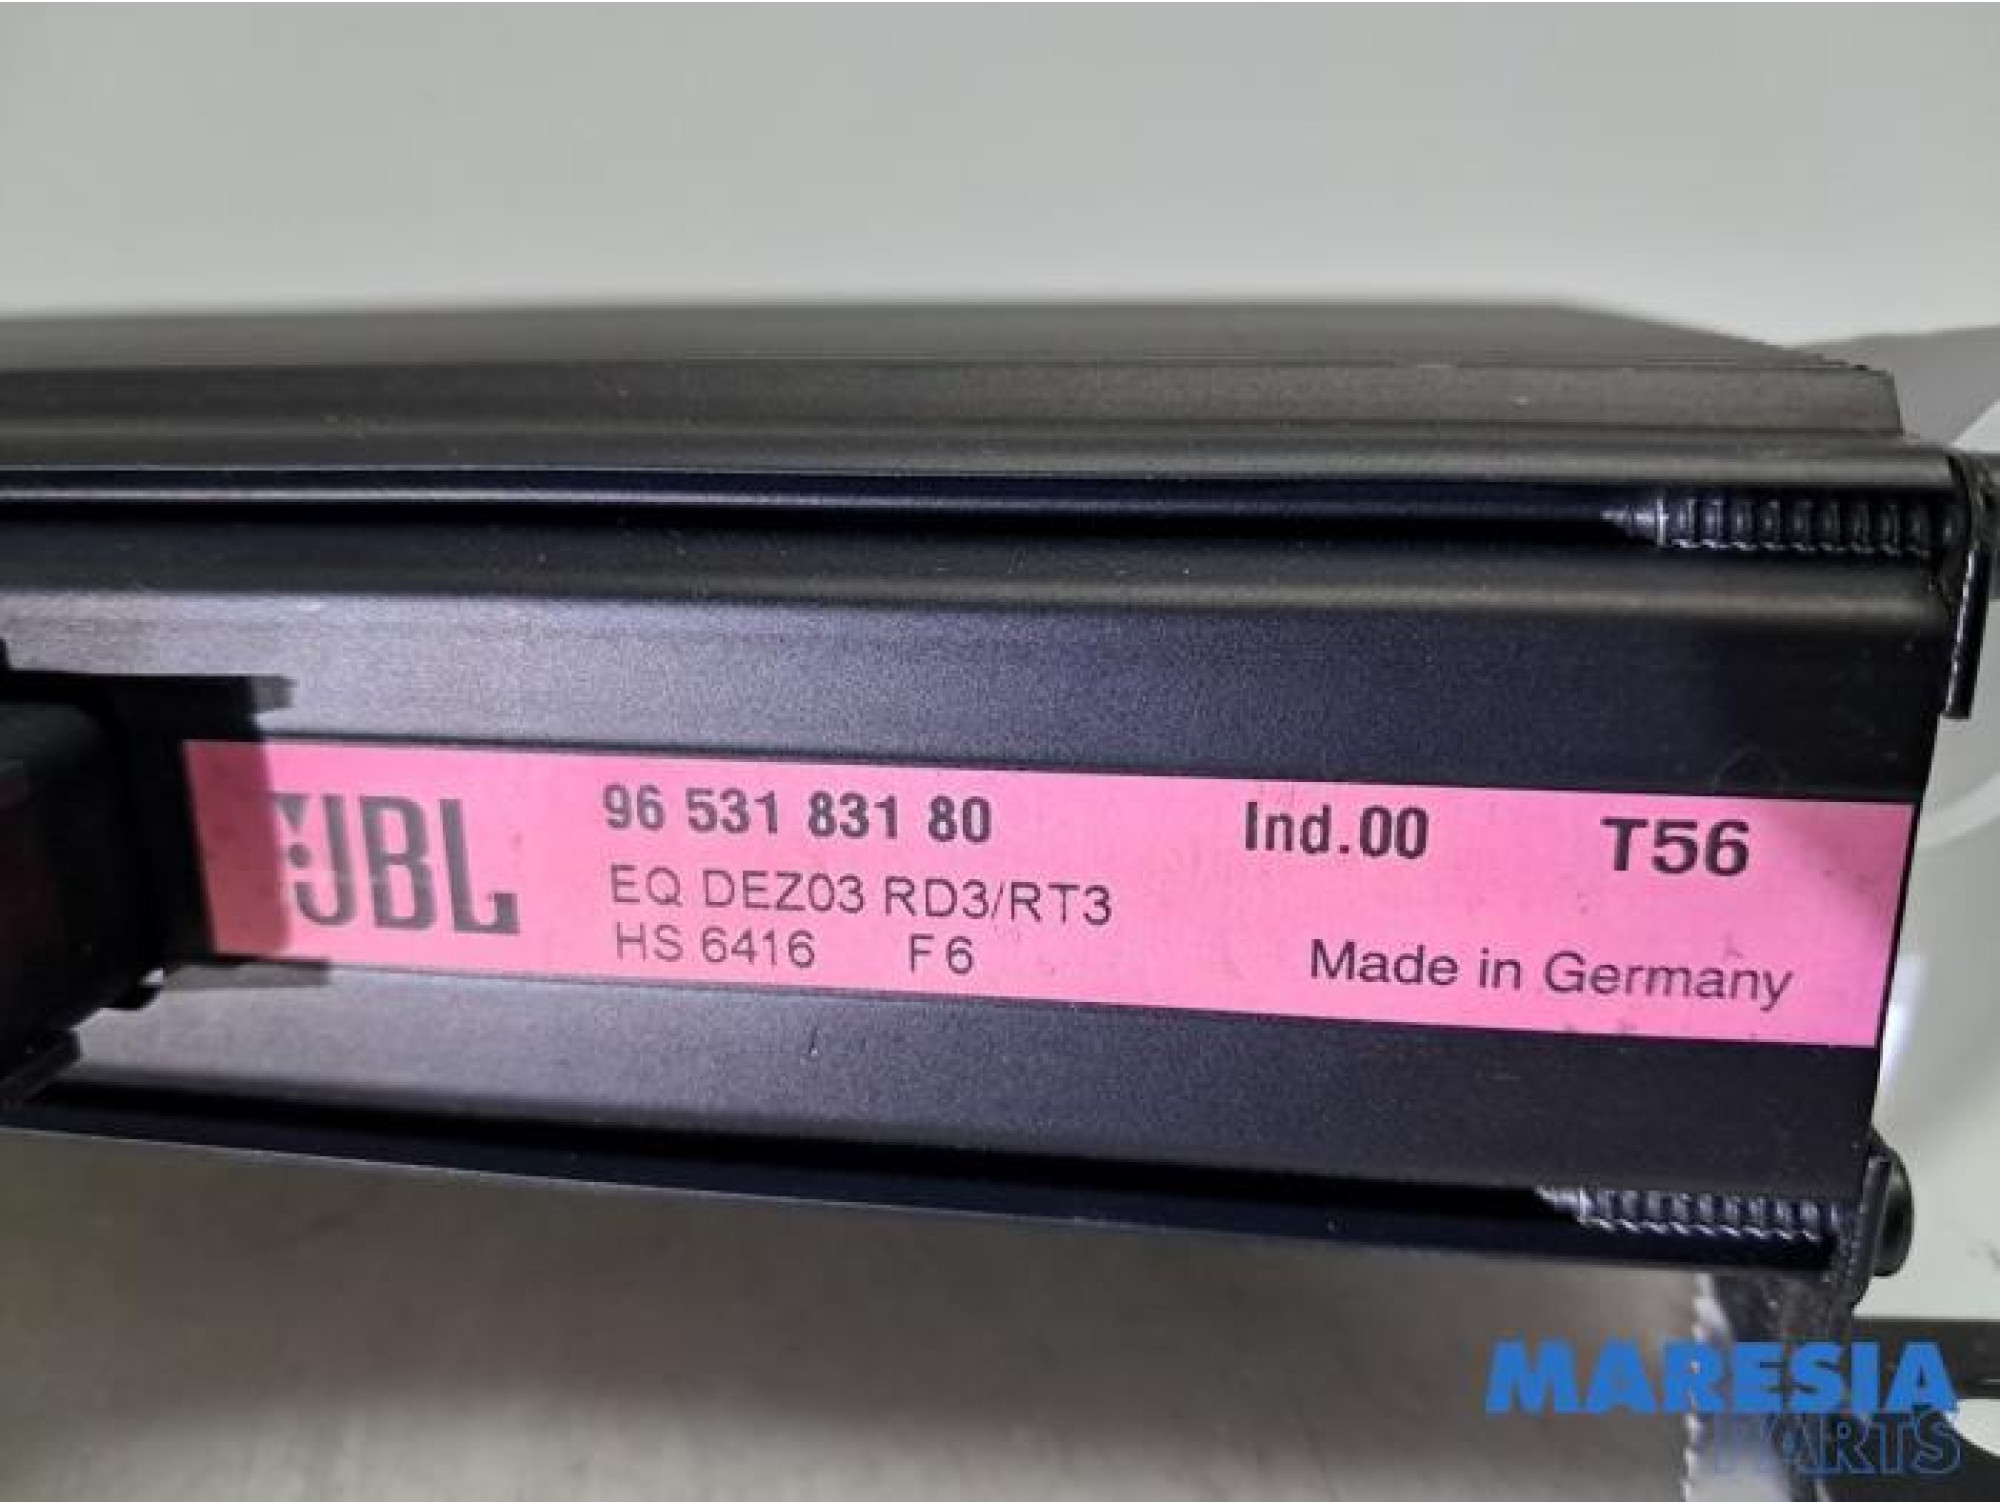 JBL
96 531 831 80 Ind.00 T56
EQ DEZ03 RD3/RT3
HS 6416 F6
Made in Germany
MARESIA
PARTS